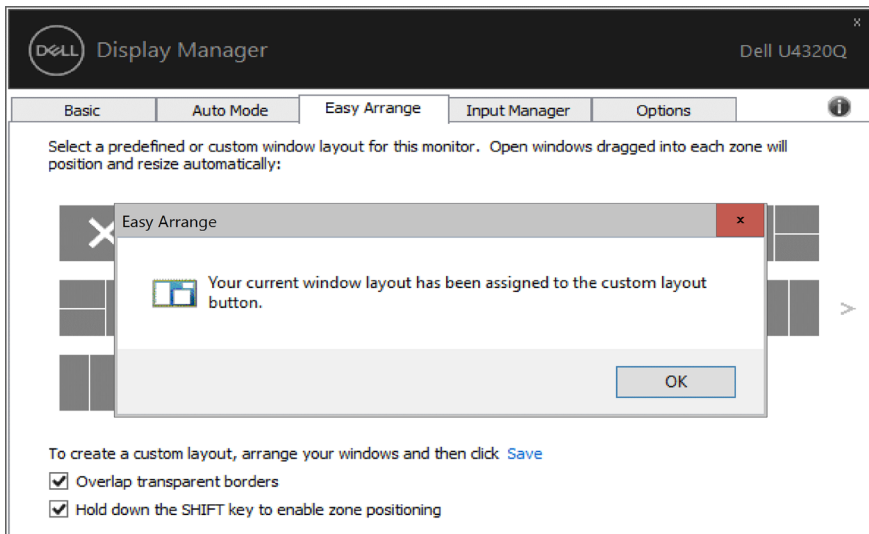 x
DELL
Display Manager
Dell U4320Q
Basic
Auto Mode
Easy Arrange
Input Manager
Options
i
Select a predefined or custom window layout for this monitor. Open windows dragged into each zone will
position and resize automatically:
Easy Arrange
x
Your current window layout has been assigned to the custom layout
button.
>
OK
To create a custom layout, arrange your windows and then click Save
Overlap transparent borders
Hold down the SHIFT key to enable zone positioning